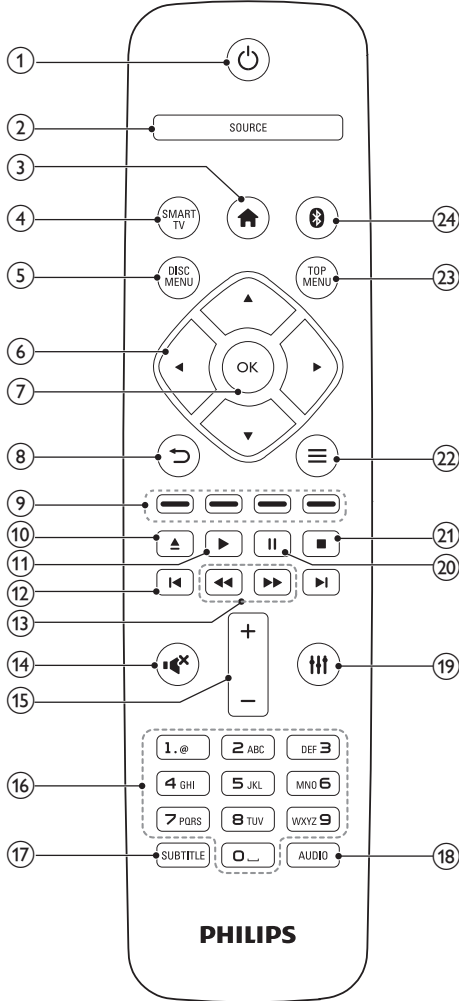 1
2
SOURCE
3
4
SMART
TV
24
5
DISC
MENU
TOP
MENU
23
6
OK
7
8
22
9
10
21
11
20
12
13
14
+
19
15
−
16
1.@
2 ABC
DEF 3
4 GHI
5 JKL
MNO 6
7 PQRS
8 TUV
WXYZ 9
17
SUBTITLE
0
AUDIO
18
PHILIPS